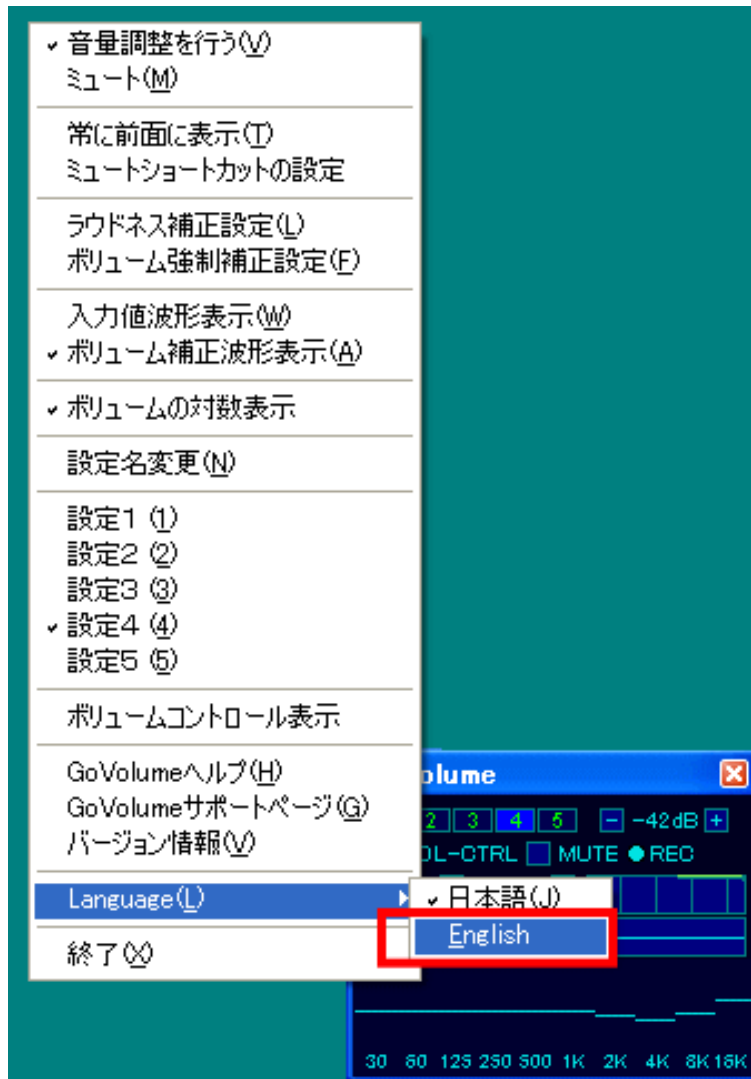 音量調整を行う(V)
ミュート(M)
常に前面に表示(T)
ミュートショートカットの設定
ラウドネス補正設定(L)
ボリューム強制補正設定(F)
入力値波形表示(W)
ボリューム補正波形表示(A)
ボリュームの対数表示
設定名変更(N)
設定1 (1)
設定2 (2)
設定3 (3)
設定4 (4)
設定5 (5)
ボリュームコントロール表示
GoVolumeヘルプ(H)
GoVolumeサポートページ(G)
バージョン情報(V)
Language(L)
終了(X)
日本語(J)
English
olume
2 3 4 5 -42dB
OL-CTRL MUTE REC
30 60 125 250 500 1K 2K 4K 8K 16K